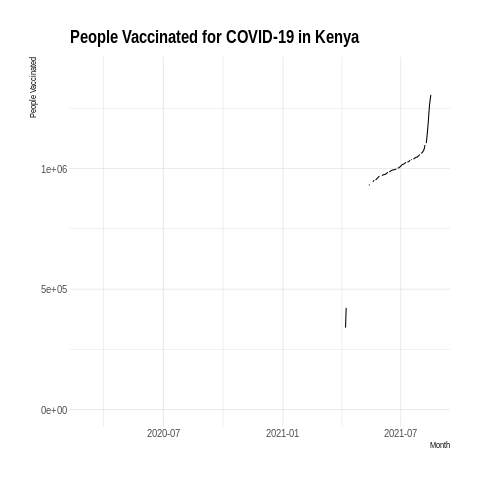 People Vaccinated for COVID-19 in Kenya
People Vaccinated
1e+06
5e+05
0e+00
2020-07
2021-01
2021-07
Month